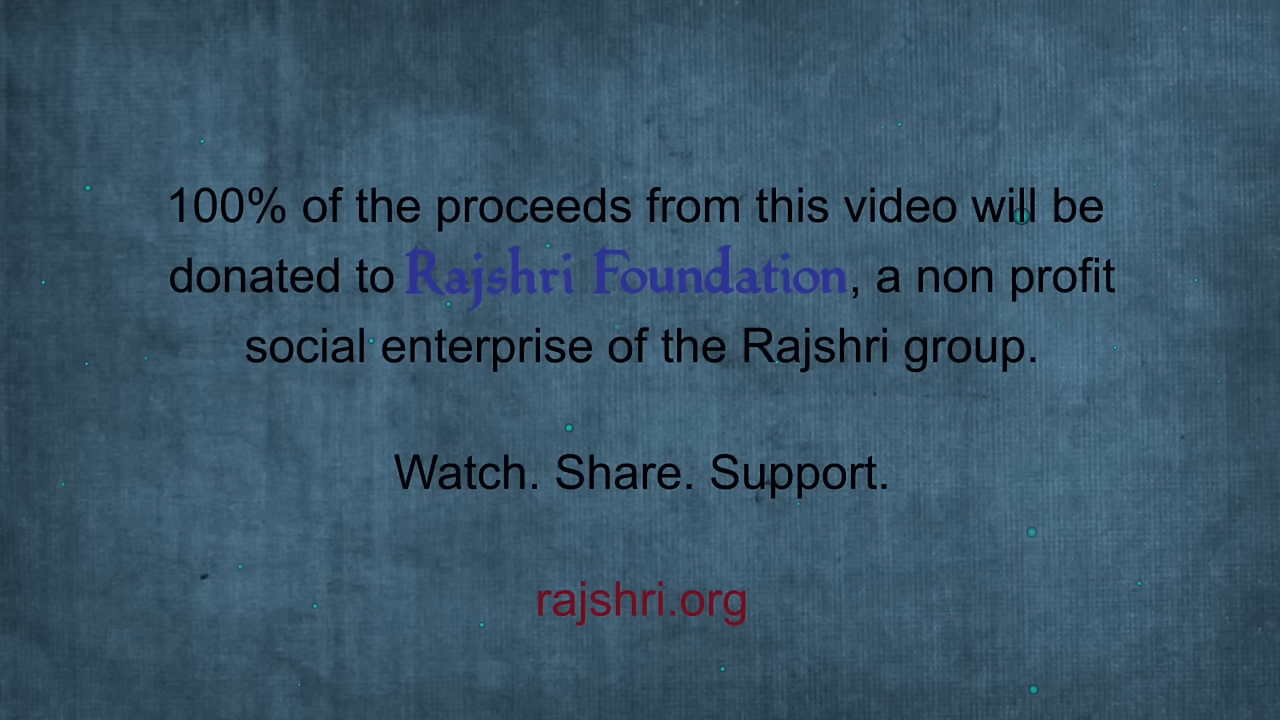 100% of the proceeds from this video will be
donated to Rajshri Foundation, a non profit
social enterprise of the Rajshri group.
Watch. Share. Support.
rajshri.org